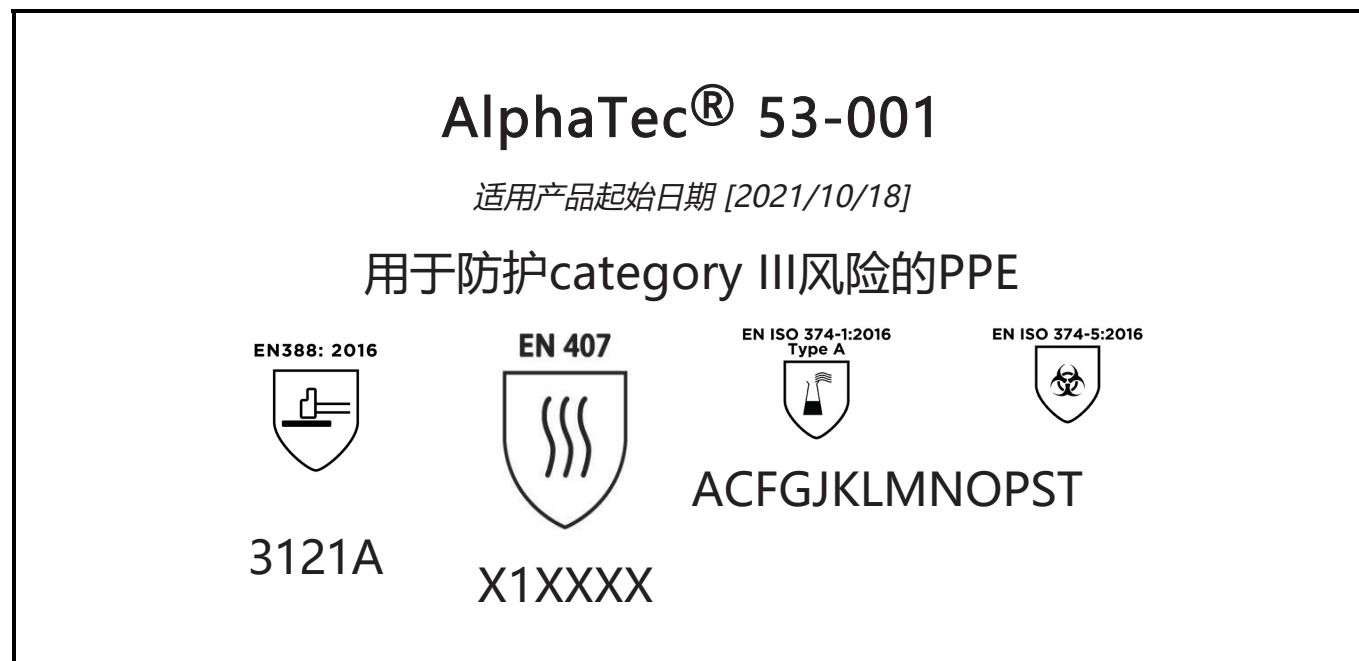 AlphaTec® 53-001
适用产品起始日期 [2021/10/18]
用于防护category III风险的PPE
EN388: 2016
3121A
EN 407
X1XXXX
EN ISO 374-1:2016
Type A
ACFGJKLMNOPST
EN ISO 374-5:2016